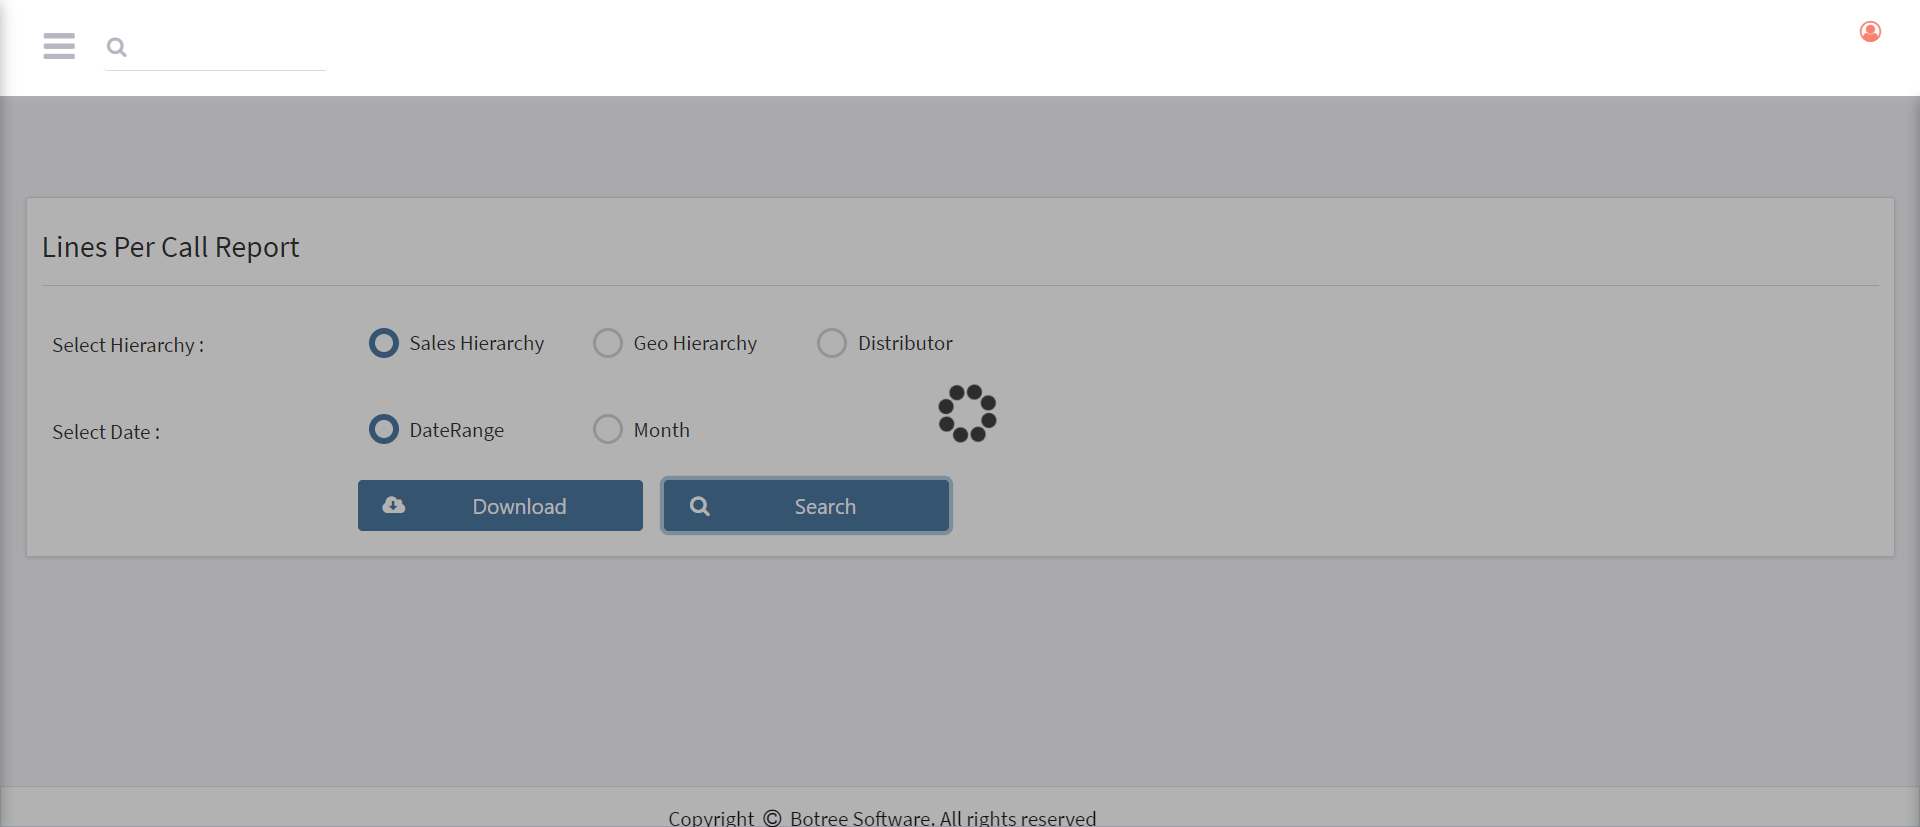 Lines Per Call Report
Select Hierarchy :
Sales Hierarchy
Geo Hierarchy
Distributor
Select Date :
DateRange
Month
Download
Search
Copyright © Botree Software. All rights reserved